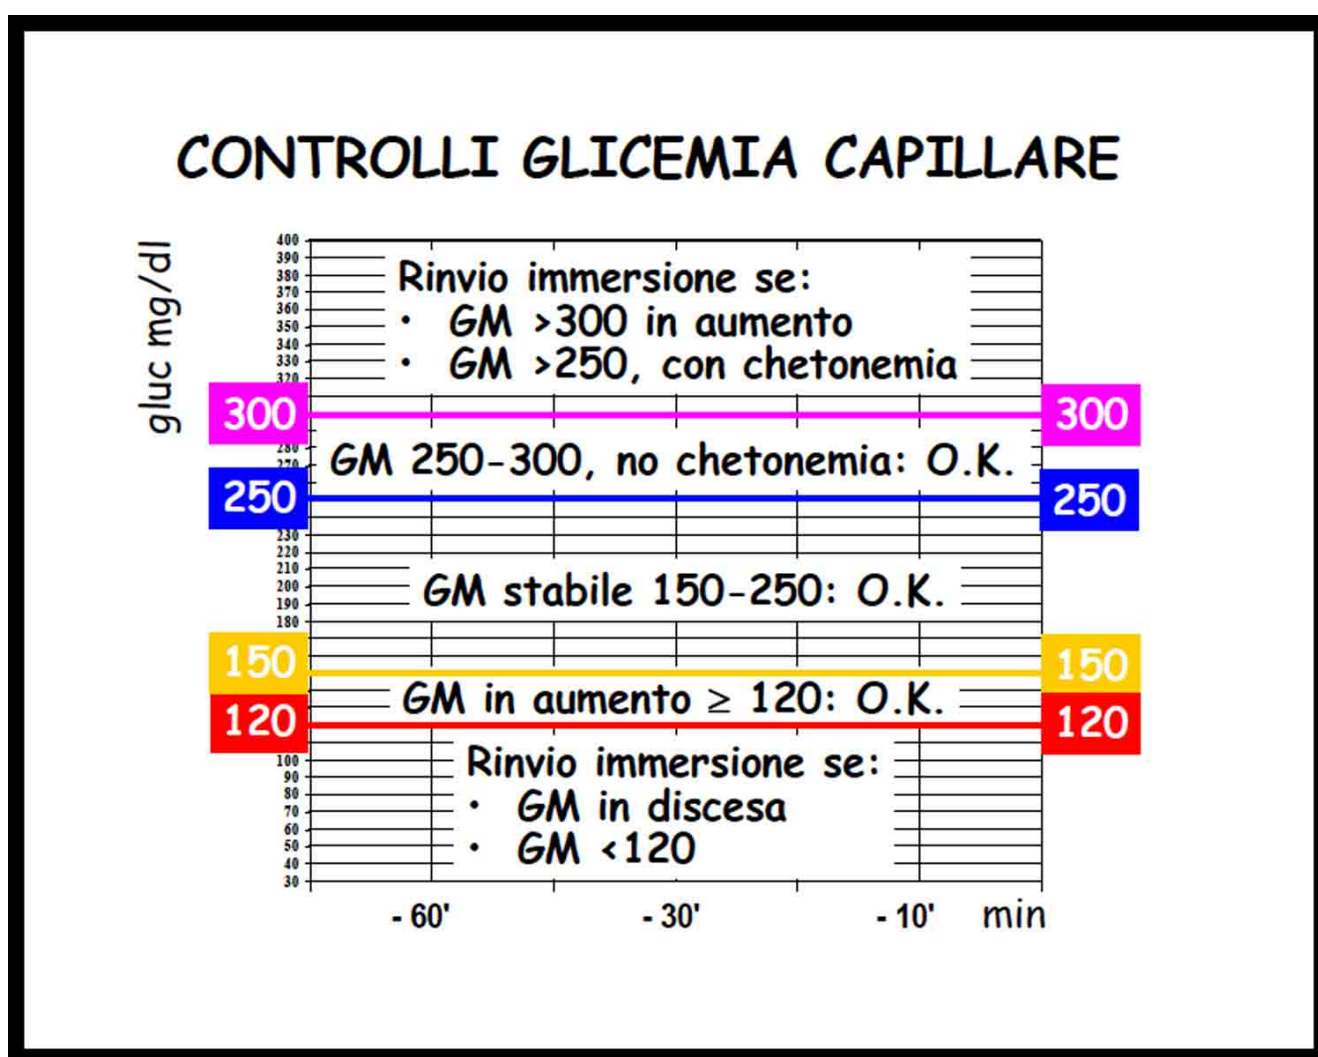 CONTROLLI GLICEMIA CAPILLARE
gluc mg/dl
400
390
380
370
360
350
340
330
320
Rinvio immersione se:
• GM >300 in aumento
• GM >250, con chetonemia
300 300
280
270
GM 250-300, no chetonemia: O.K.
250 250
230
220
210
200
190
180
GM stabile 150-250: O.K.
150 150
GM in aumento ≥ 120: O.K.
120 120
100
90
80
70
60
50
40
30
Rinvio immersione se:
• GM in discesa
• GM <120
- 60' - 30' - 10' min